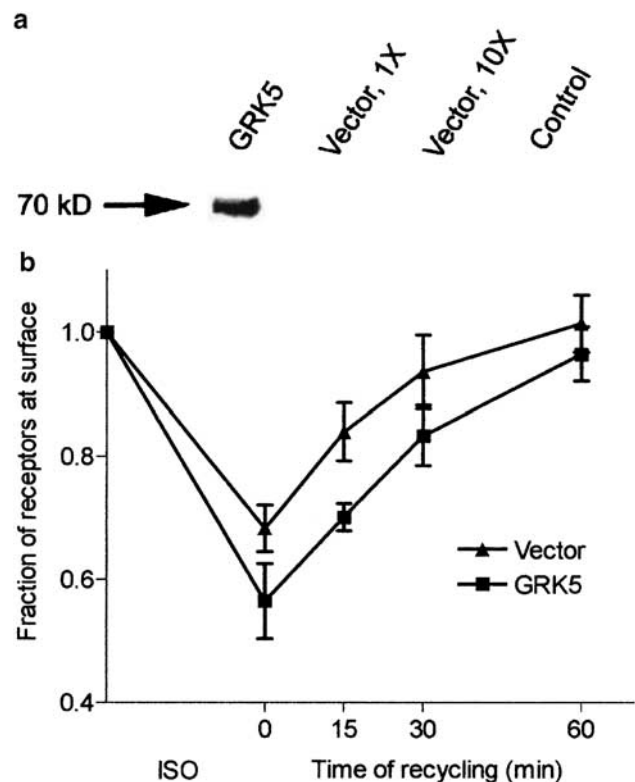 a
GRK5
Vector, 1X
Vector, 10X
Control
70 kD
b
Fraction of receptors at surface
1.0
0.8
0.6
0.4
Vector
GRK5
0 15 30 60
ISO Time of recycling (min)